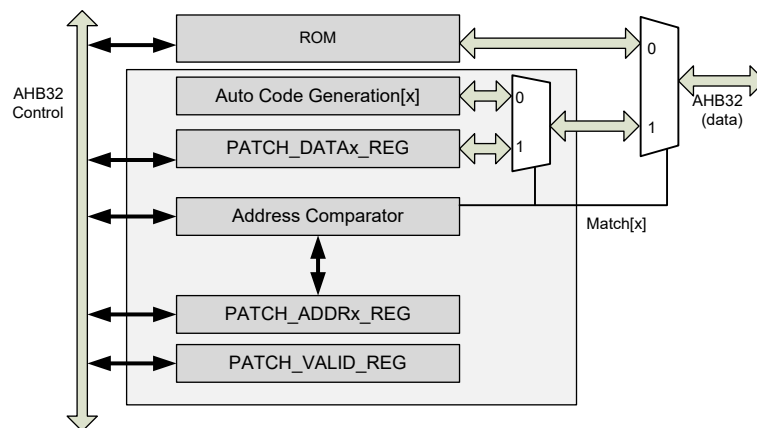 ROM
0
AHB32
Control
Auto Code Generation[x]
0
AHB32
(data)
PATCH_DATAx_REG
1
1
Address Comparator
Match[x]
PATCH_ADDRx_REG
PATCH_VALID_REG